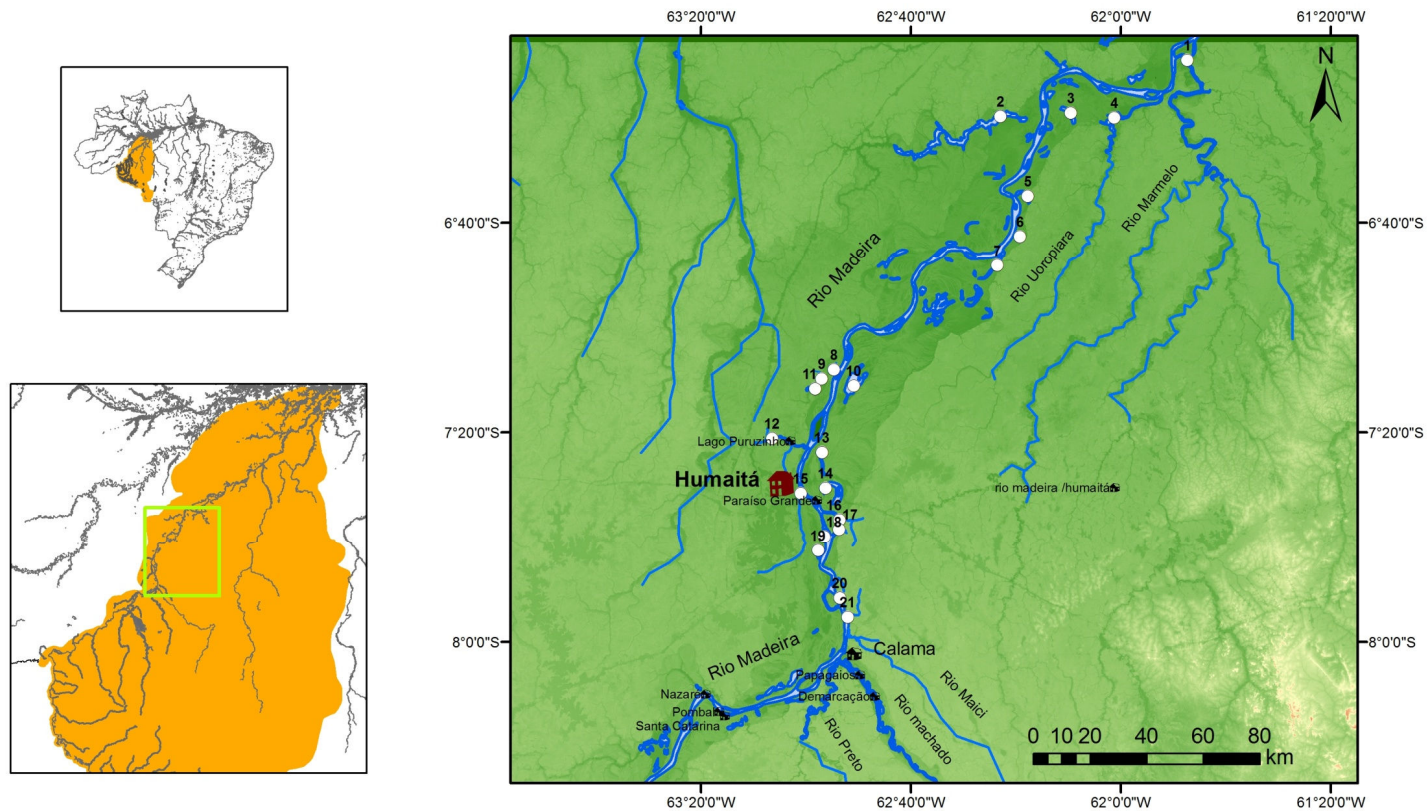 63°20'0"W 62°40'0"W 62°0'0"W 61°20'0"W
N
1
2
3
4
5
6
7
6°40'0"S
6°40'0"S
Rio Marmelo
Rio Uoropiara
Rio Madeira
8
9
10
11
12
Lago Puruzinho
13
7°20'0"S
7°20'0"S
Humaitá
14
15
rio madeira /humaitá
Paraíso Grande
16
17
18
19
20
21
8°0'0"S
8°0'0"S
Rio Madeira
Calama
Papagaios
Demarcação
Nazaré
Pombal
Santa Catarina
Rio Preto
Rio machado
Rio Maici
0 10 20 40 60 80
km
63°20'0"W 62°40'0"W 62°0'0"W 61°20'0"W